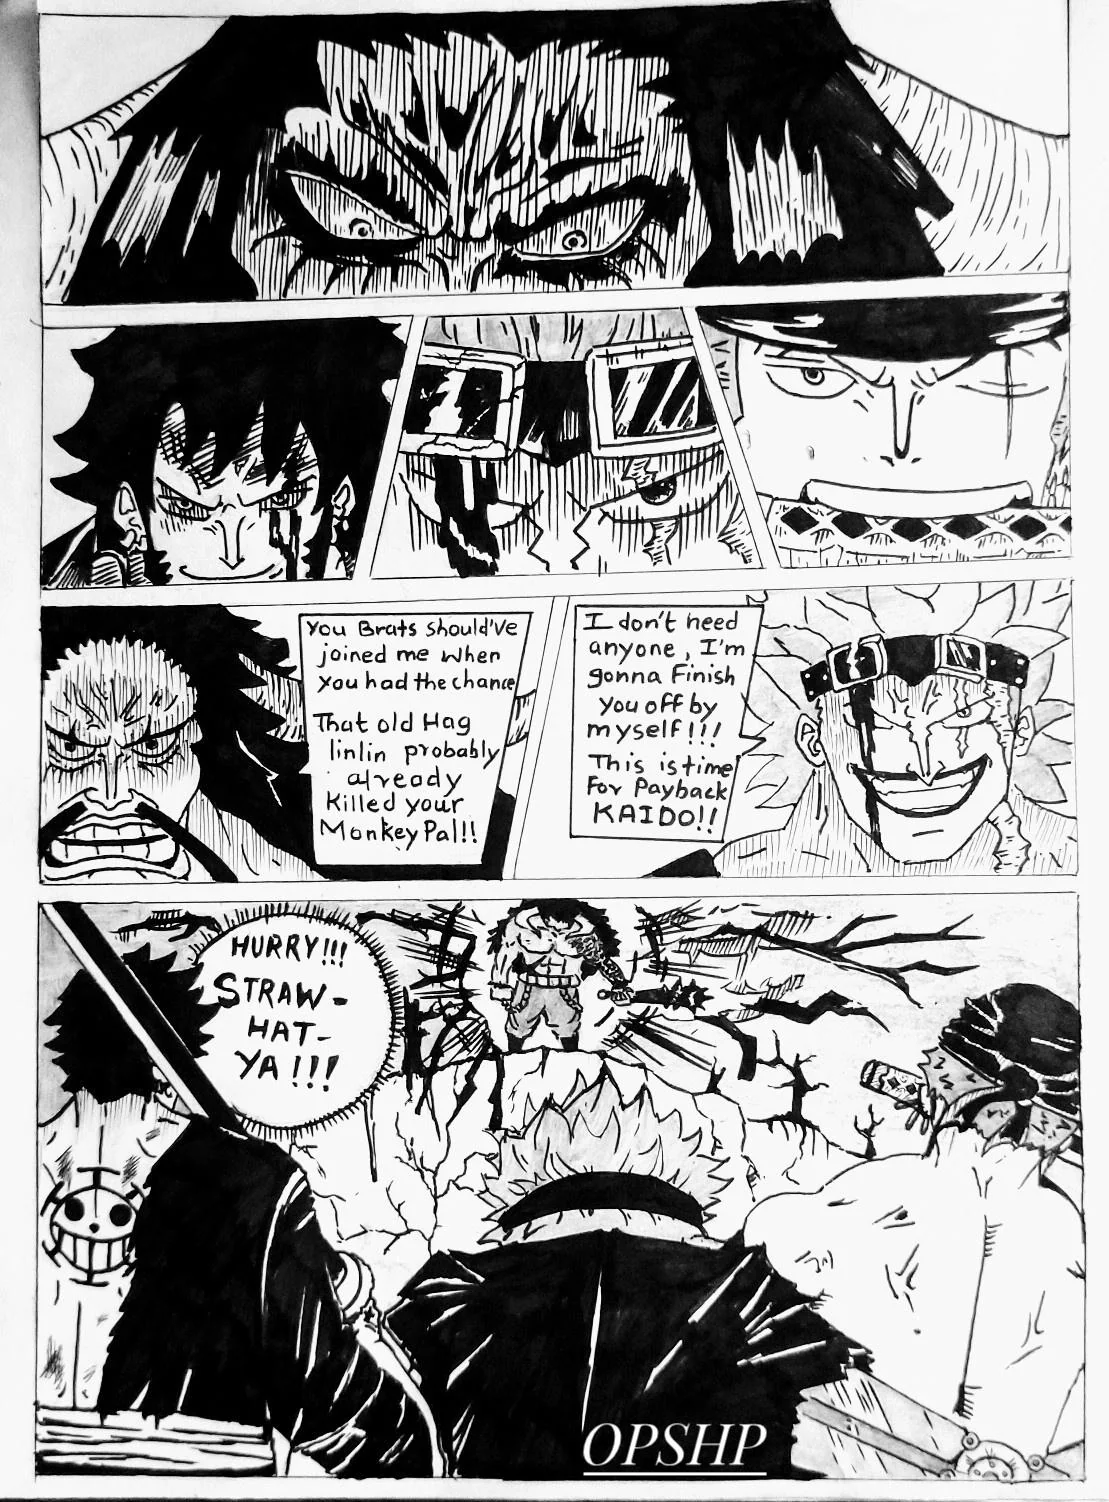 You Brats should've
joined me when
you had the chance
That old Hag
linlin probably
already
killed your
Monkey Pal!!
I don't need
anyone, I'm
gonna Finish
you off by
myself!!!
This is time
For Payback
KAIDO!!
HURRY!!!
STRAW-
HAT-
YA!!!
OPSHP